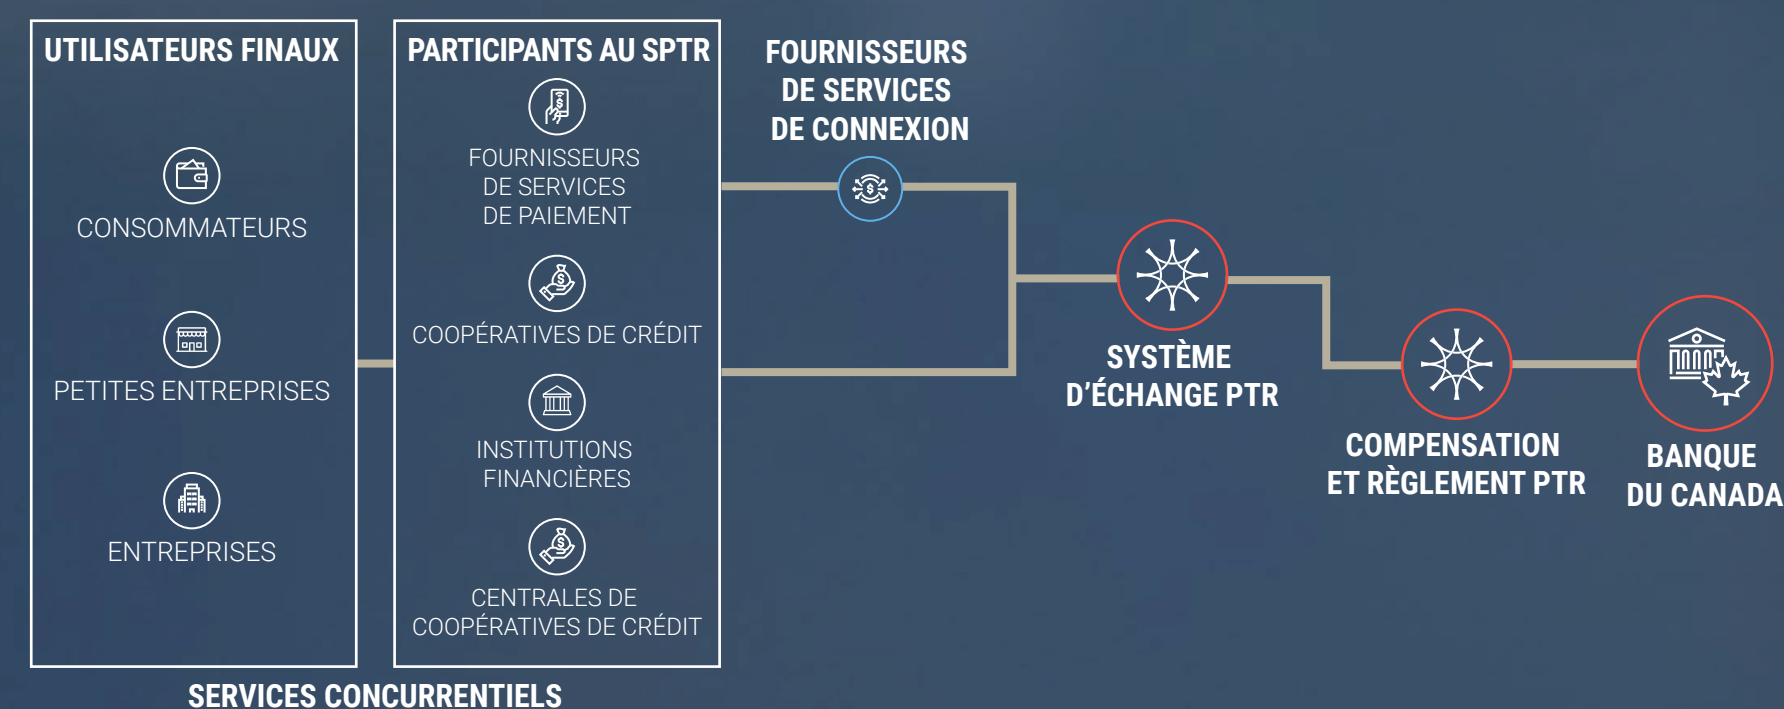 UTILISATEURS FINAUX
CONSOMMATEURS
PETITES ENTREPRISES
ENTREPRISES
PARTICIPANTS AU SPTR
FOURNISSEURS
DE SERVICES
DE PAIEMENT
COOPÉRATIVES DE CRÉDIT
INSTITUTIONS
FINANCIÈRES
CENTRALES DE
COOPÉRATIVES DE CRÉDIT
SERVICES CONCURRENTIELS
FOURNISSEURS
DE SERVICES
DE CONNEXION
SYSTÈME
D'ÉCHANGE PTR
COMPENSATION
ET RÈGLEMENT PTR
BANQUE
DU CANADA